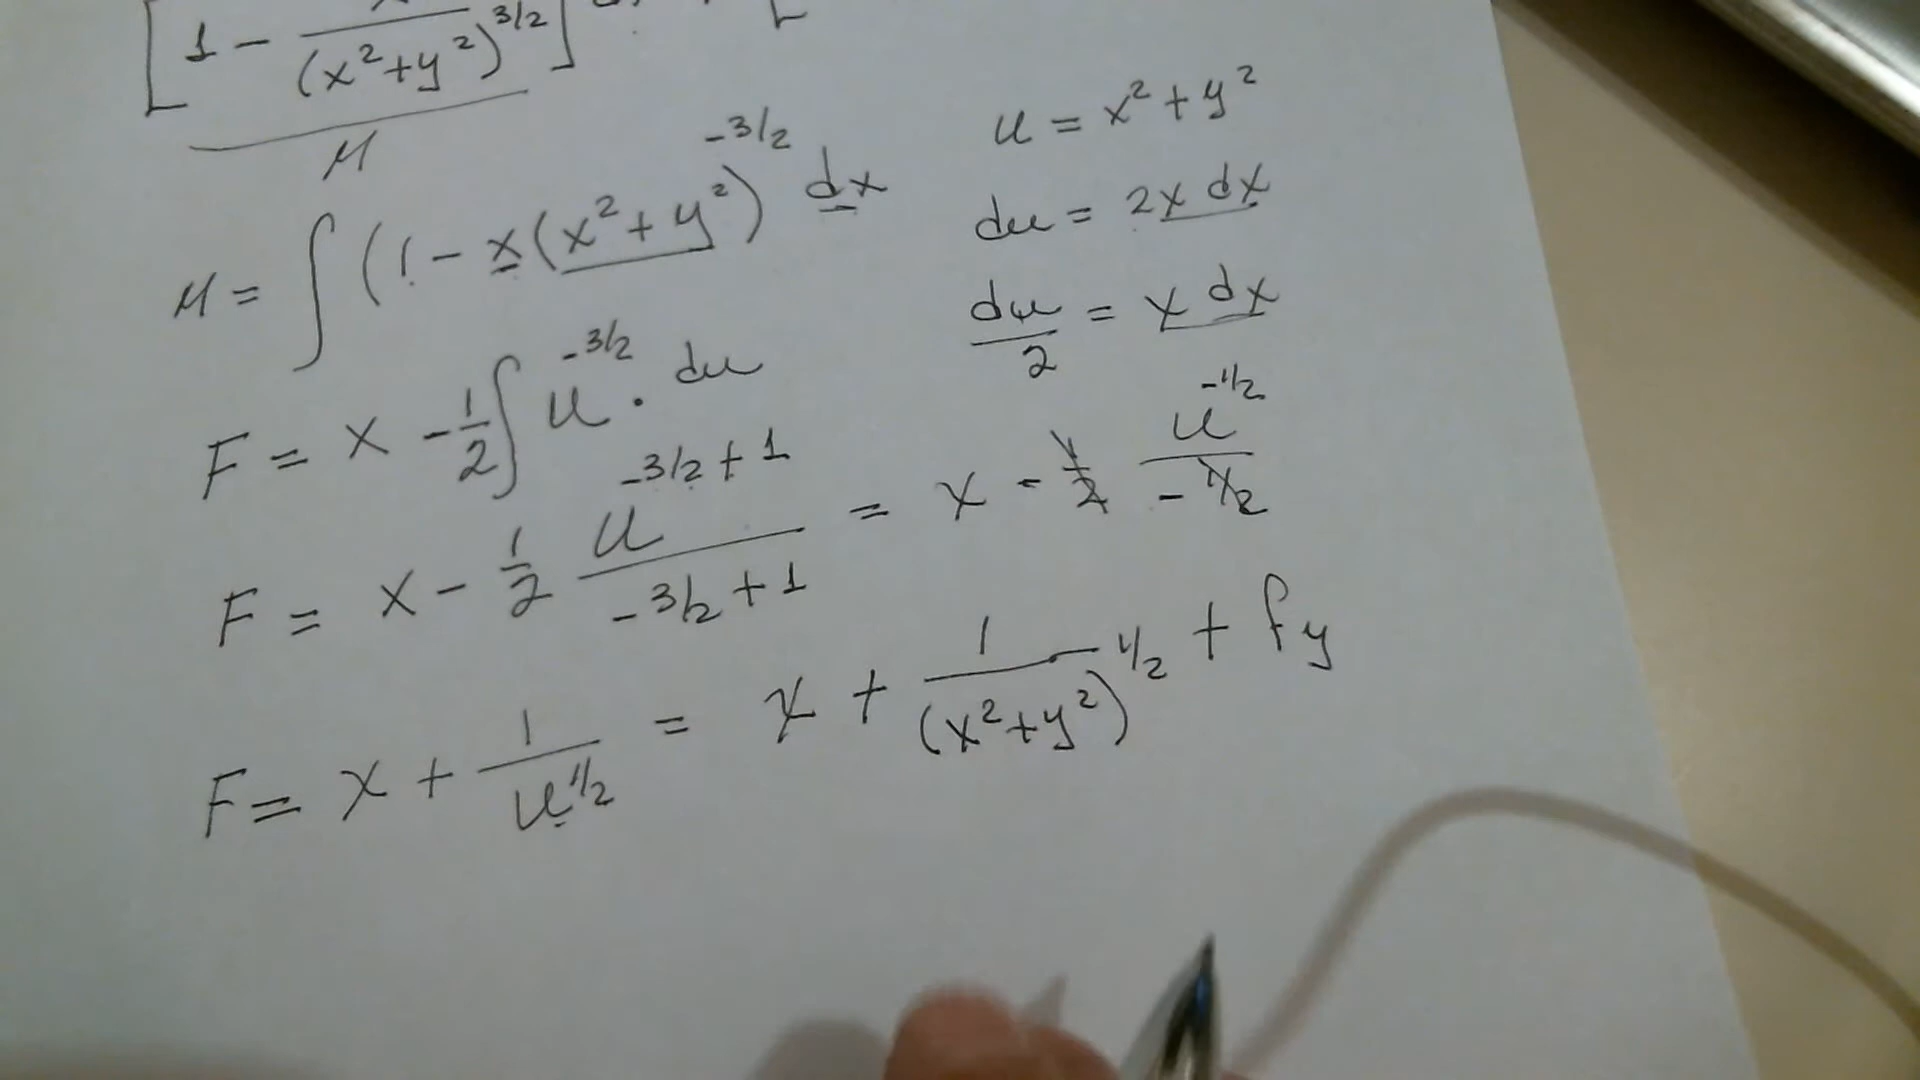 [1 - x/(x²+y²)^3/2]
M
M = ∫(1 - x(x²+y²)^-3/2 dx
u = x²+y²
du = 2x dx
du/2 = x dx
F = x - 1/2 ∫u^-3/2 · du
F = x - 1/2 u^-3/2+1/-3/2+1 = x - 1/2 u^-1/2/-1/2
F = x + 1/u^1/2 = x + 1/(x²+y²)^1/2 + fy